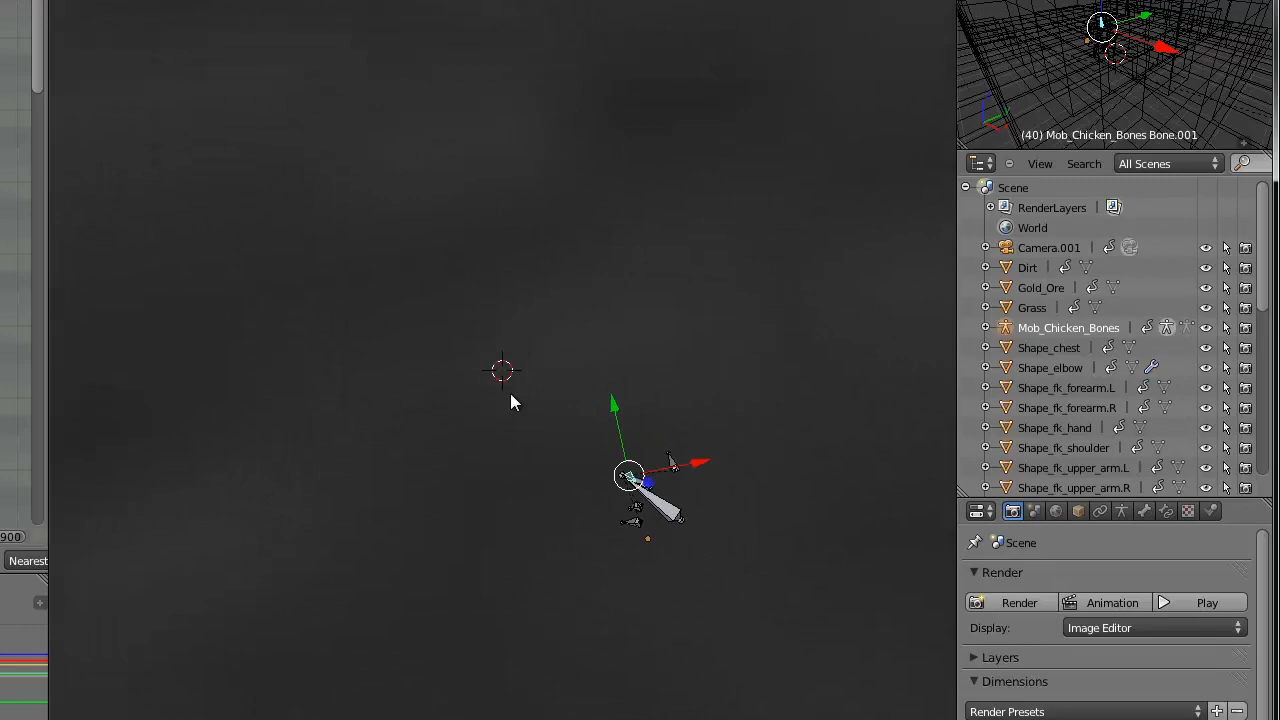 (40) Mob_Chicken_Bones Bone.001
View Search All Scenes
Scene
RenderLayers
World
Camera.001
Dirt
Gold_Ore
Grass
Mob_Chicken_Bones
Shape_chest
Shape_elbow
Shape_fk_forearm.L
Shape_fk_forearm.R
Shape_fk_hand
Shape_fk_shoulder
Shape_fk_upper_arm.L
Shape_fk_upper_arm.R
900
Nearest
Scene
Render
Render Animation Play
Display: Image Editor
Layers
Dimensions
Render Presets